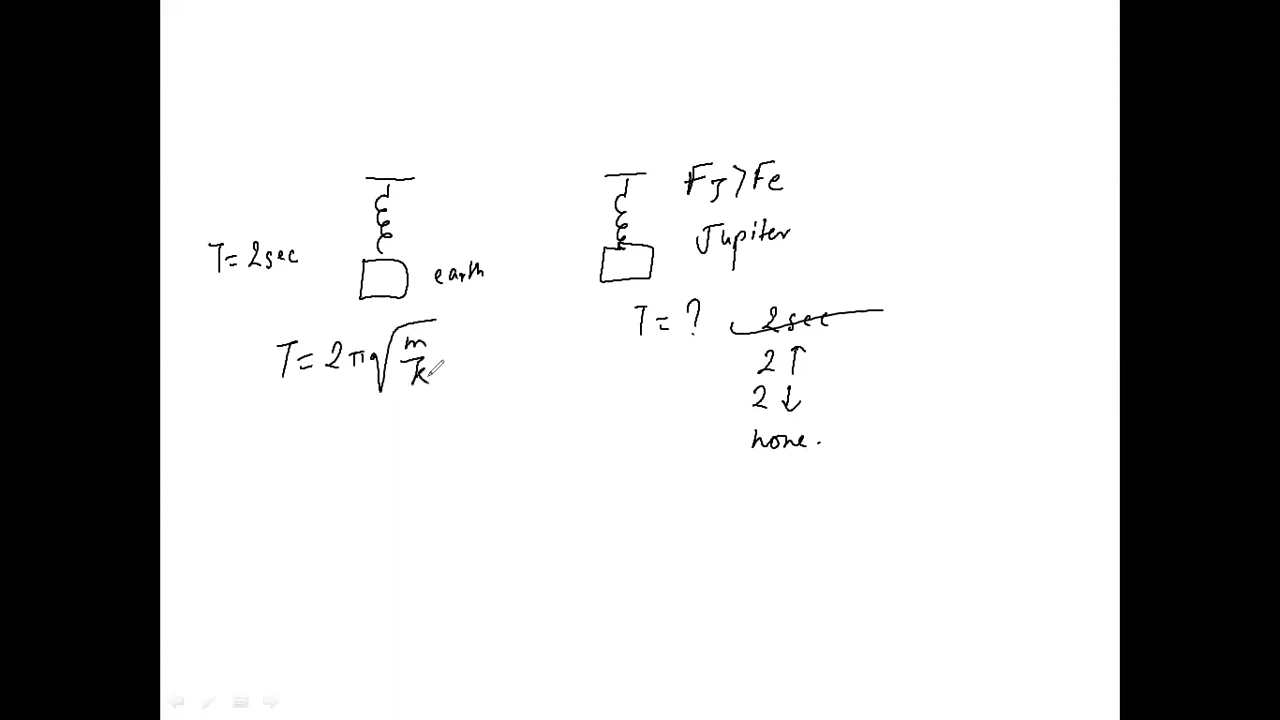 F_J > Fe
Jupiter
T = 2sec
earth
T = ? 2sec
T = 2π√(m/k)
2 ↑
2 ↓
none.